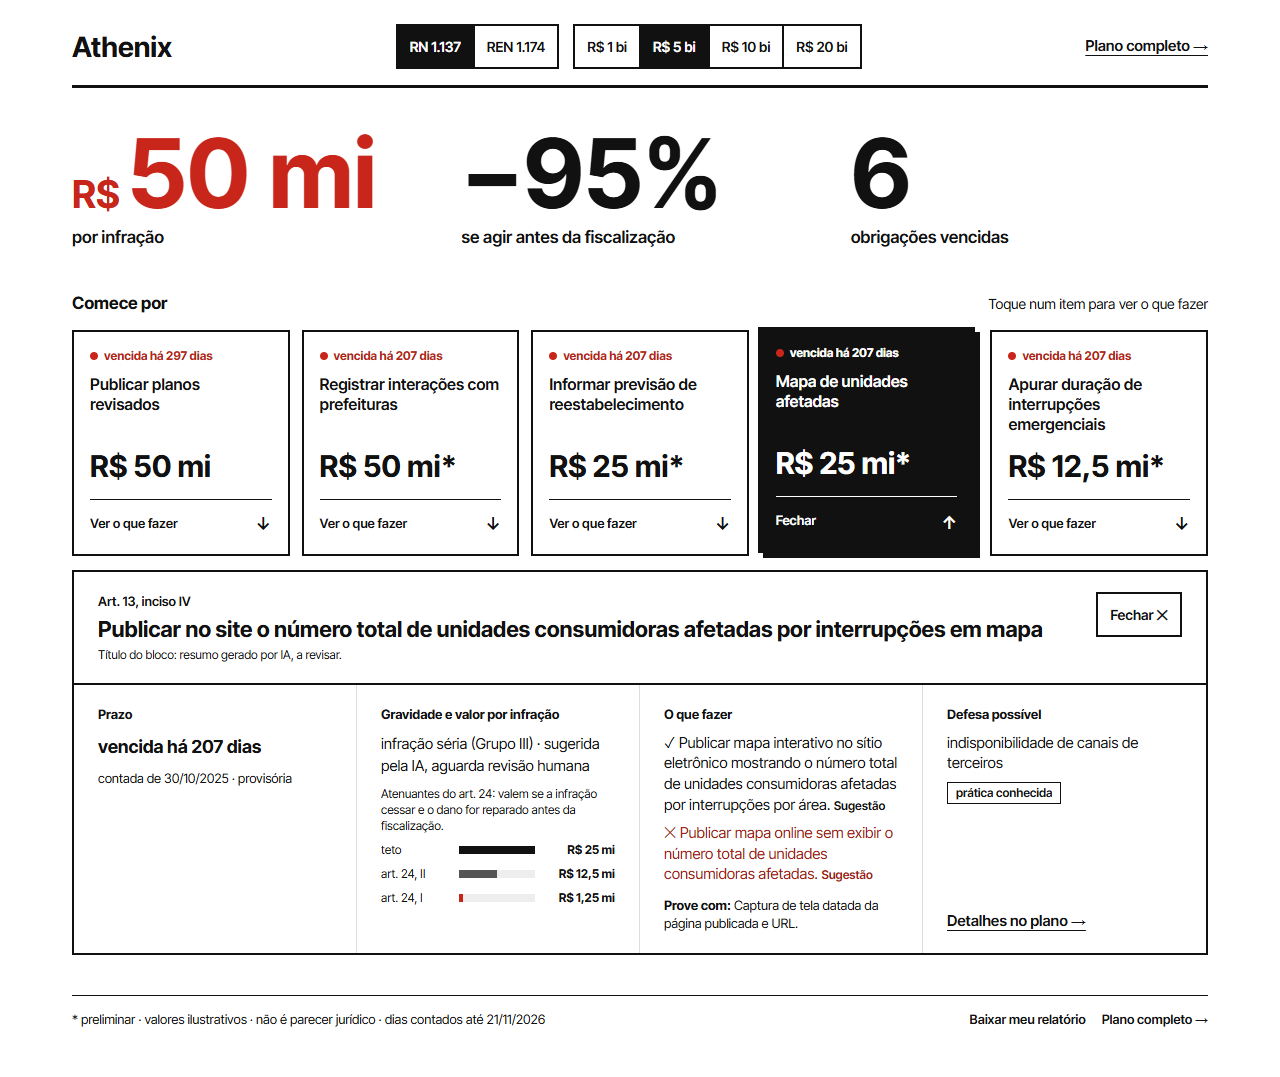 Athenix
RN 1.137
REN 1.174
R$ 1 bi
R$ 5 bi
R$ 10 bi
R$ 20 bi
Plano completo →
R$ 50 mi
por infração
−95%
se agir antes da fiscalização
6
obrigações vencidas
Comece por
Toque num item para ver o que fazer
vencida há 297 dias
Publicar planos
revisados
R$ 50 mi
Ver o que fazer ↓
vencida há 207 dias
Registrar interações com
prefeituras
R$ 50 mi*
Ver o que fazer ↓
vencida há 207 dias
Informar previsão de
reestabelecimento
R$ 25 mi*
Ver o que fazer ↓
vencida há 207 dias
Mapa de unidades
afetadas
R$ 25 mi*
Fechar ↑
vencida há 207 dias
Apurar duração de
interrupções
emergenciais
R$ 12,5 mi*
Ver o que fazer ↓
Art. 13, inciso IV
Publicar no site o número total de unidades consumidoras afetadas por interrupções em mapa
Título do bloco: resumo gerado por IA, a revisar.
Fechar ✕
Prazo
vencida há 207 dias
contada de 30/10/2025 · provisória
Gravidade e valor por infração
infração séria (Grupo III) · sugerida
pela IA, aguarda revisão humana
Atenuantes do art. 24: valem se a infração
cessar e o dano for reparado antes da
fiscalização.
teto R$ 25 mi
art. 24, II R$ 12,5 mi
art. 24, I R$ 1,25 mi
O que fazer
✓ Publicar mapa interativo no sítio
eletrônico mostrando o número total
de unidades consumidoras afetadas
por interrupções por área. Sugestão
✕ Publicar mapa online sem exibir o
número total de unidades
consumidoras afetadas. Sugestão
Prove com: Captura de tela datada da
página publicada e URL.
Defesa possível
indisponibilidade de canais de
terceiros
prática conhecida
Detalhes no plano →
* preliminar · valores ilustrativos · não é parecer jurídico · dias contados até 21/11/2026
Baixar meu relatório
Plano completo →